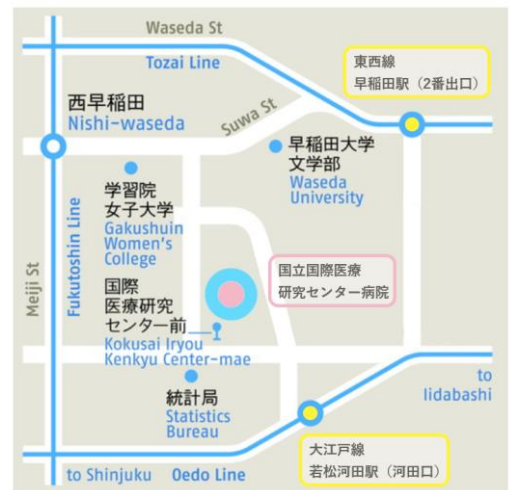 Waseda St
Tozai Line
東西線
早稲田駅（2番出口）
西早稲田
Nishi-waseda
Suwa St
早稲田大学
文学部
Waseda
University
学習院
女子大学
Gakushuin
Women's
College
Meiji St
Fukutoshin Line
国際
医療研究
センター前
Kokusai Iryou
Kenkyu Center-mae
国立国際医療
研究センター病院
統計局
Statistics
Bureau
to
Iidabashi
大江戸線
若松河田駅（河田口）
to Shinjuku
Oedo Line